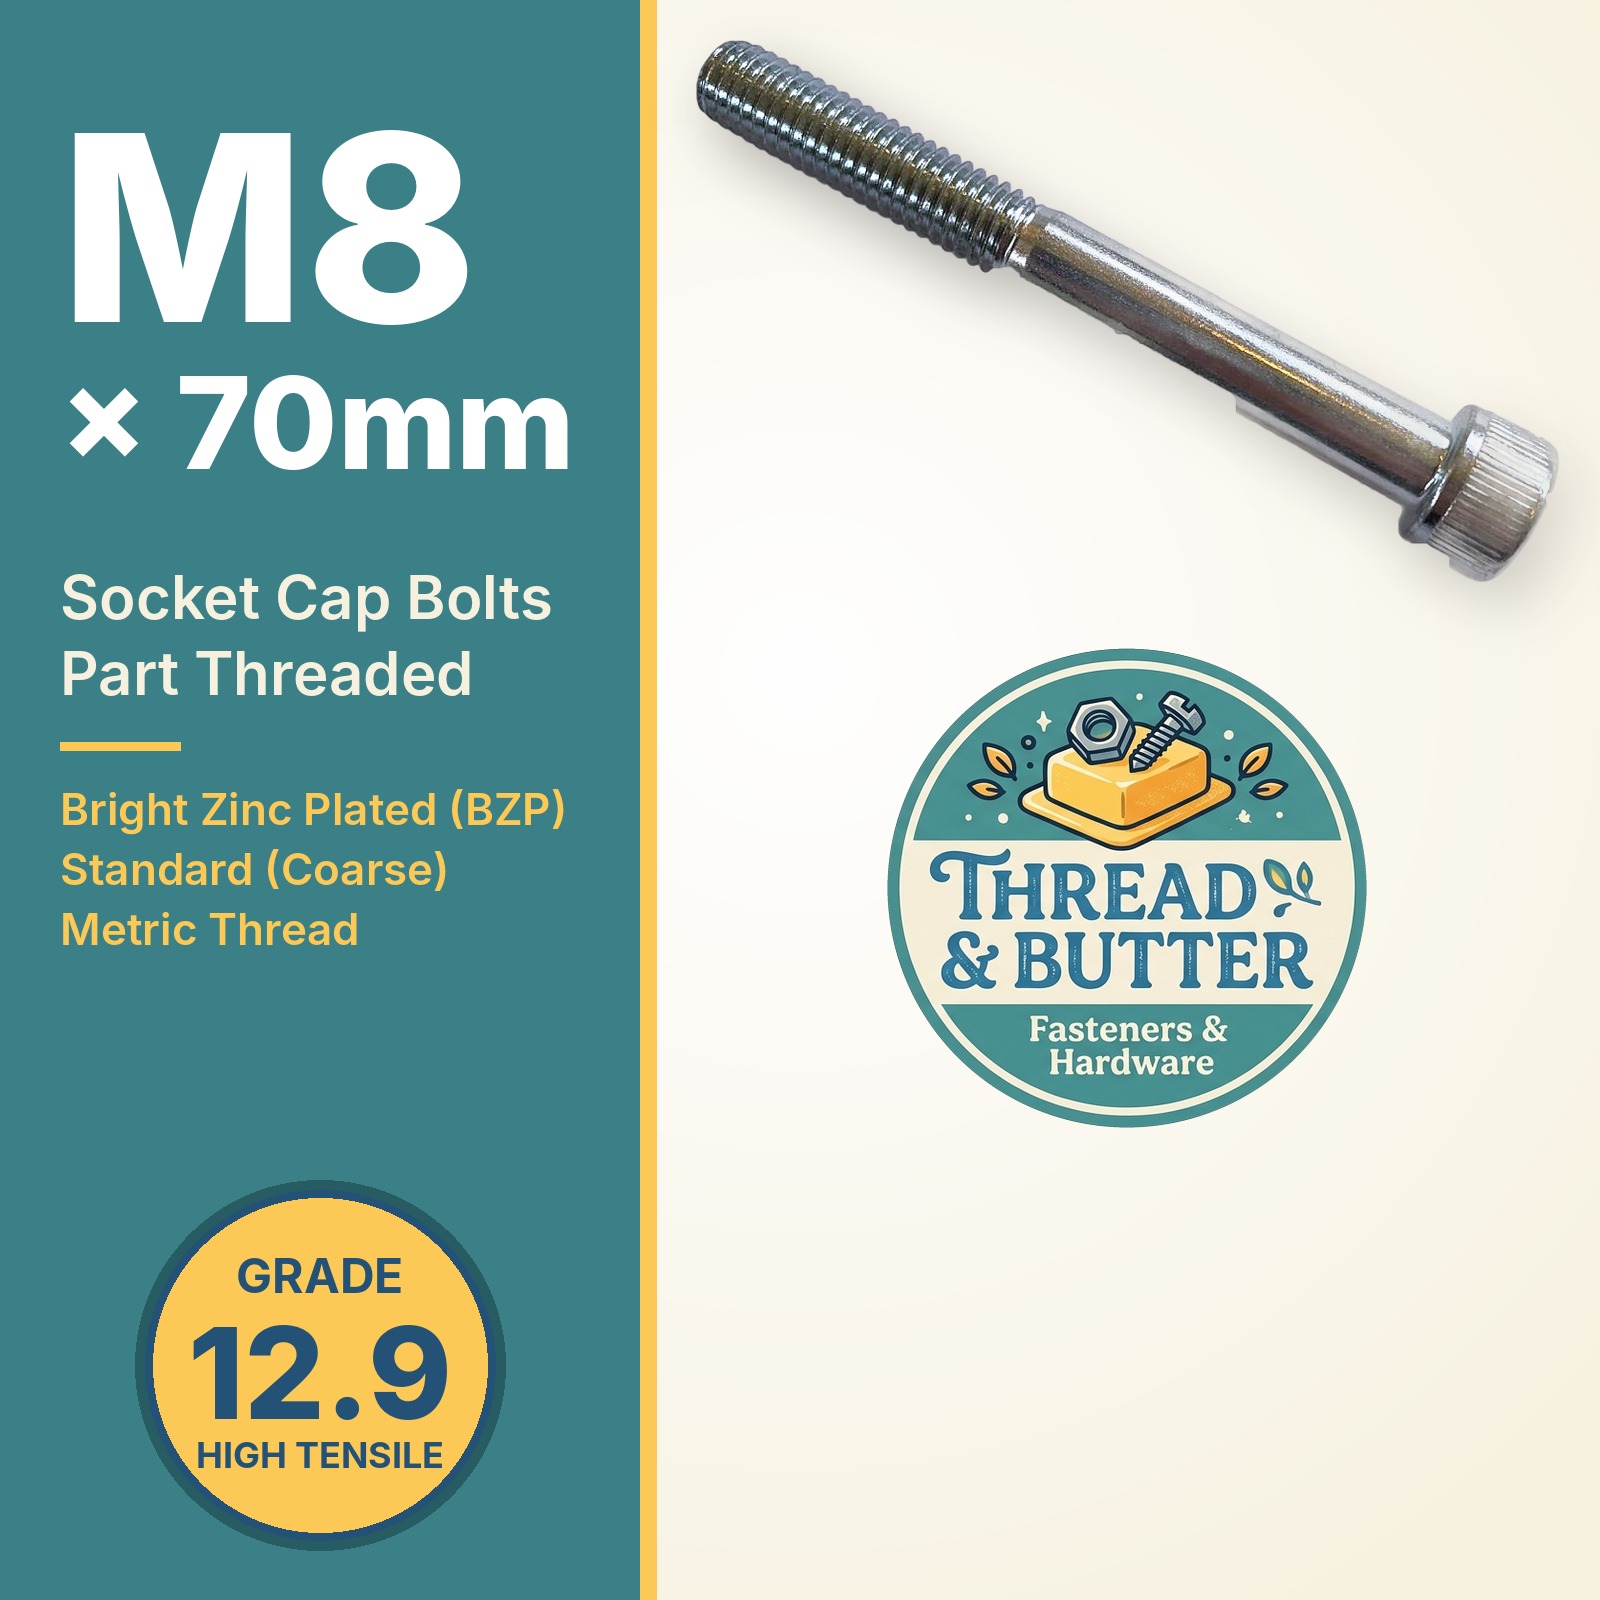 M8
× 70mm
Socket Cap Bolts
Part Threaded
Bright Zinc Plated (BZP)
Standard (Coarse)
Metric Thread
GRADE
12.9
HIGH TENSILE
THREAD
& BUTTER
Fasteners &
Hardware